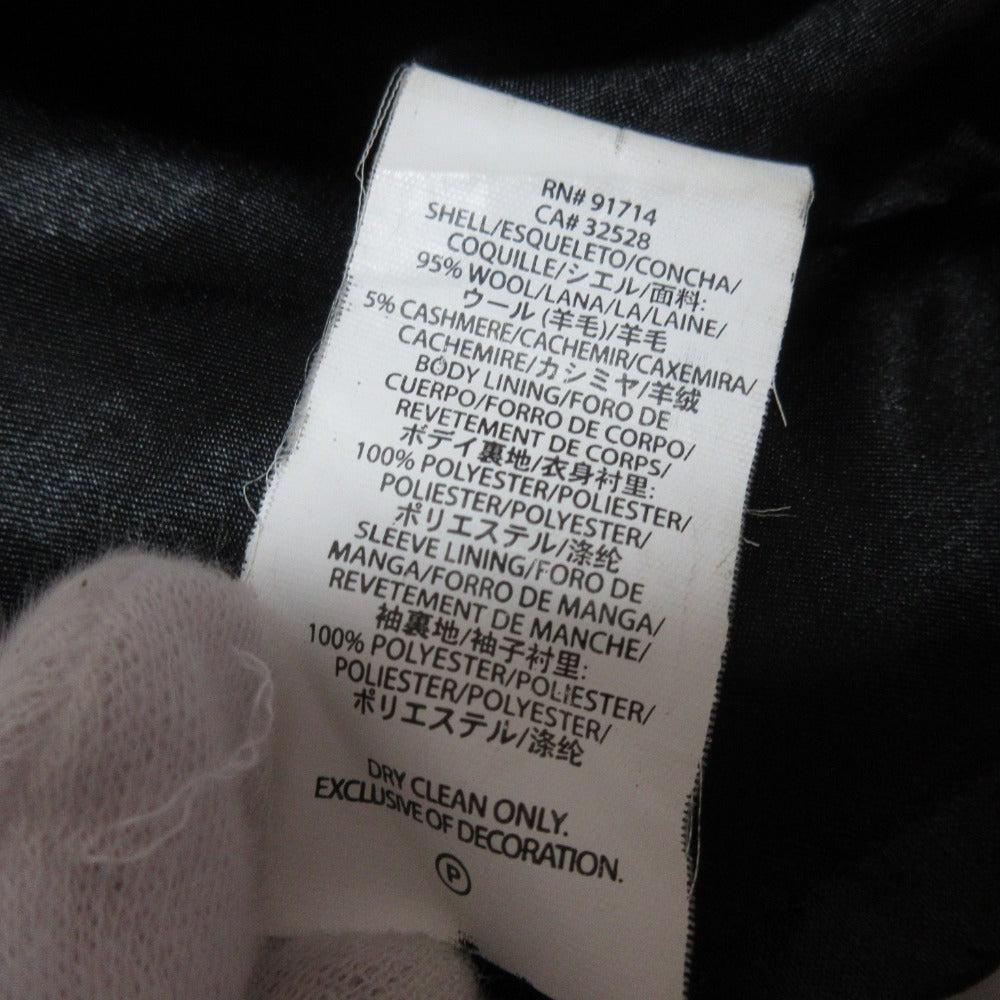 RN# 91714
CA# 32528
SHELL/ESQUELETO/CONCHA/
COQUILLE/シエル/面料:
95% WOOL/LANA/LA/LAINE/
ウール (羊毛)/羊毛
5% CASHMERE/CACHEMIR/CAXEMIRA/
CACHEMIRE/カシミヤ/羊绒
BODY LINING/FORO DE
CUERPO/FORRO DE CORPO/
REVETEMENT DE CORPS/
ボデイ裏地/衣身衬里:
100% POLYESTER/POLIESTER/
POLIESTER/POLYESTER/
ポリエステル/涤纶
SLEEVE LINING/FORO DE
MANGA/FORRO DE MANGA/
REVETEMENT DE MANCHE/
袖裏地/袖子衬里:
100% POLYESTER/POLIESTER/
POLIESTER/POLYESTER/
ポリエステル/涤纶
DRY CLEAN ONLY.
EXCLUSIVE OF DECORATION.
P